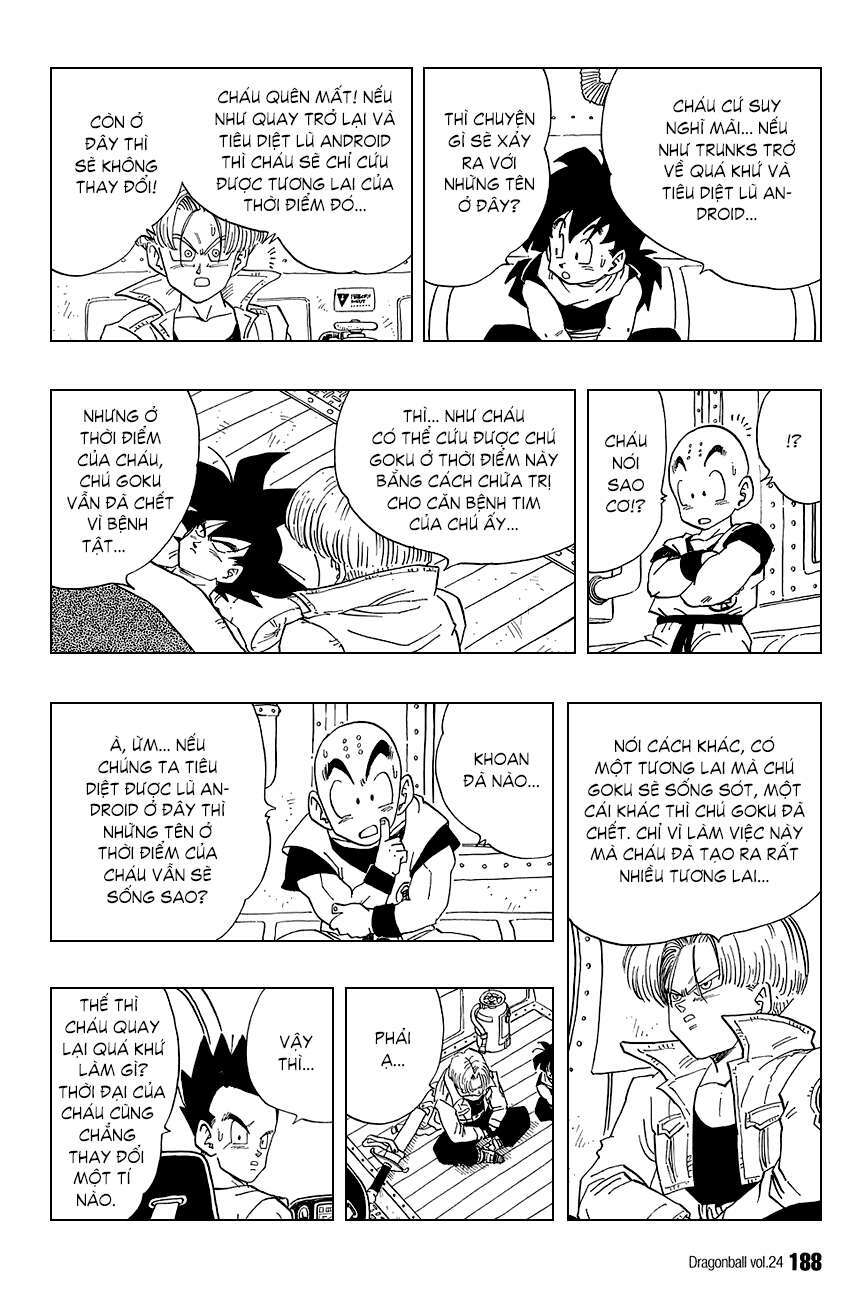 CHÁU CỨ SUY
NGHĨ MÃI... NẾU
NHƯ TRUNKS TRỞ
VỀ QUÁ KHỨ VÀ
TIÊU DIỆT LŨ AN-
DROID...
THÌ CHUYỆN
GÌ SẼ XẢY
RA VỚI
NHỮNG TÊN
Ở ĐÂY?
CHÁU QUÊN MẤT! NẾU
NHƯ QUAY TRỞ LẠI VÀ
TIÊU DIỆT LŨ ANDROID
THÌ CHÁU SẼ CHỈ CỨU
ĐƯỢC TƯƠNG LAI CỦA
THỜI ĐIỂM ĐÓ...
CÒN Ở
ĐÂY THÌ
SẼ KHÔNG
THAY ĐỔI!
!?
CHÁU
NÓI
SAO
CƠ!?
THÌ... NHƯ CHÁU
CÓ THỂ CỨU ĐƯỢC CHÚ
GOKU Ở THỜI ĐIỂM NÀY
BẰNG CÁCH CHỮA TRỊ
CHO CĂN BỆNH TIM
CỦA CHÚ ẤY...
NHƯNG Ở
THỜI ĐIỂM
CỦA CHÁU,
CHÚ GOKU
VẪN ĐÃ CHẾT
VÌ BỆNH
TẬT...
NÓI CÁCH KHÁC, CÓ
MỘT TƯƠNG LAI MÀ CHÚ
GOKU SẼ SỐNG SÓT, MỘT
CÁI KHÁC THÌ CHÚ GOKU ĐÃ
CHẾT. CHỈ VÌ LÀM VIỆC NÀY
MÀ CHÁU ĐÃ TẠO RA RẤT
NHIỀU TƯƠNG LAI...
KHOAN
ĐÃ NÀO...
À, ỪM... NẾU
CHÚNG TA TIÊU
DIỆT ĐƯỢC LŨ AN-
DROID Ở ĐÂY THÌ
NHỮNG TÊN Ở
THỜI ĐIỂM CỦA
CHÁU VẪN SẼ
SỐNG SAO?
PHẢI
Ạ...
VẬY
THÌ...
THẾ THÌ
CHÁU QUAY
LẠI QUÁ KHỨ
LÀM GÌ?
THỜI ĐẠI CỦA
CHÁU CŨNG
CHẲNG
THAY ĐỔI
MỘT TÍ
NÀO.
Dragonball vol.24 188